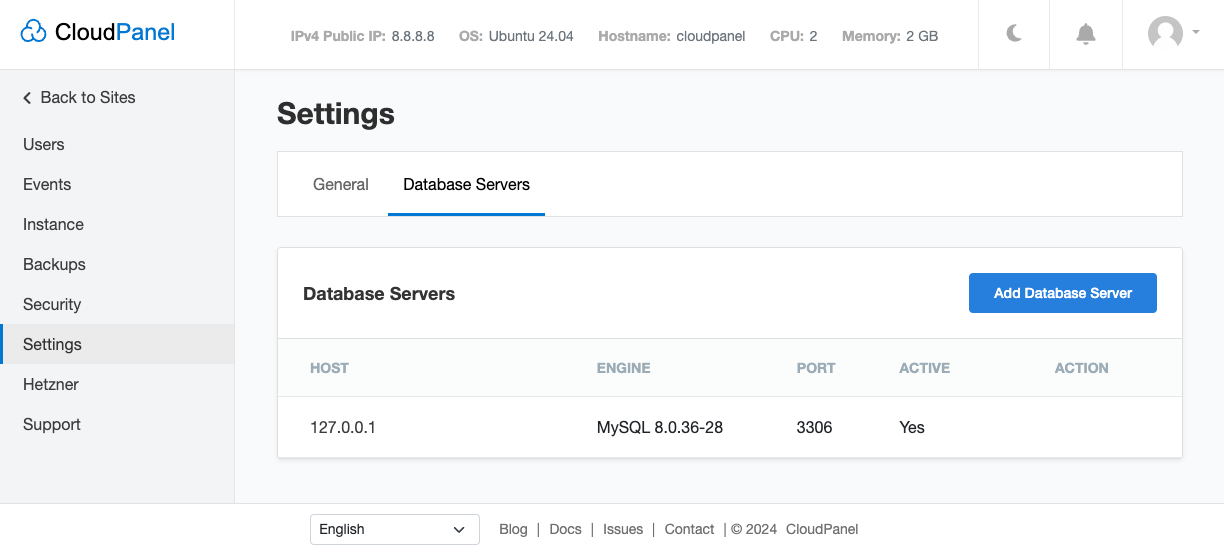 CloudPanel
IPv4 Public IP: 8.8.8.8 OS: Ubuntu 24.04 Hostname: cloudpanel CPU: 2 Memory: 2 GB
Back to Sites
Users
Events
Instance
Backups
Security
Settings
Hetzner
Support
Settings
General Database Servers
Database Servers Add Database Server
HOST ENGINE PORT ACTIVE ACTION
127.0.0.1 MySQL 8.0.36-28 3306 Yes
English Blog | Docs | Issues | Contact | © 2024 CloudPanel